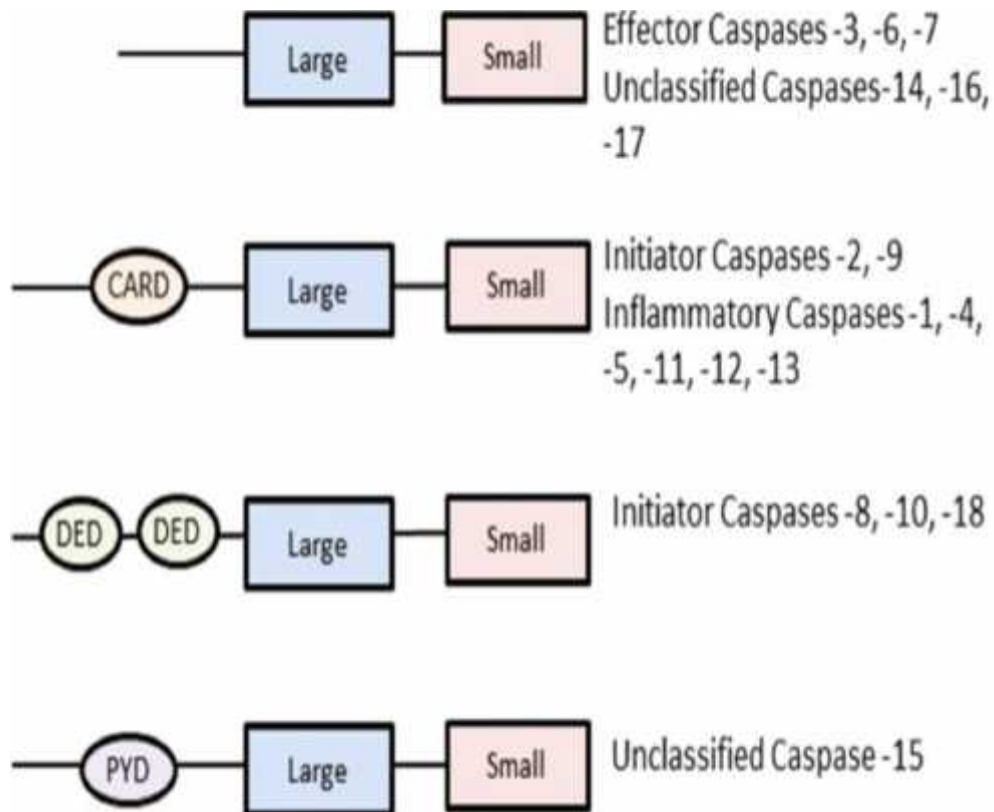 Large
Small
Effector Caspases -3, -6, -7
Unclassified Caspases-14, -16,
-17
CARD
Large
Small
Initiator Caspases -2, -9
Inflammatory Caspases -1, -4,
-5, -11, -12, -13
DED
DED
Large
Small
Initiator Caspases -8, -10, -18
PYD
Large
Small
Unclassified Caspase -15